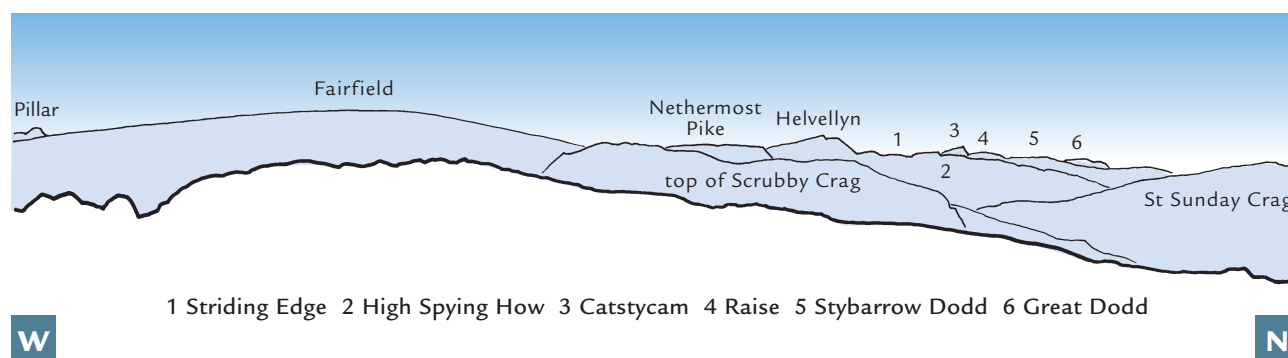 Fairfield
Pillar
Nethermost
Pike
Helvellyn
1
3
4
5
6
2
top of Scrubby Crag
St Sunday Crag
1 Striding Edge 2 High Spying How 3 Catstycam 4 Raise 5 Stybarrow Dodd 6 Great Dodd
W
N